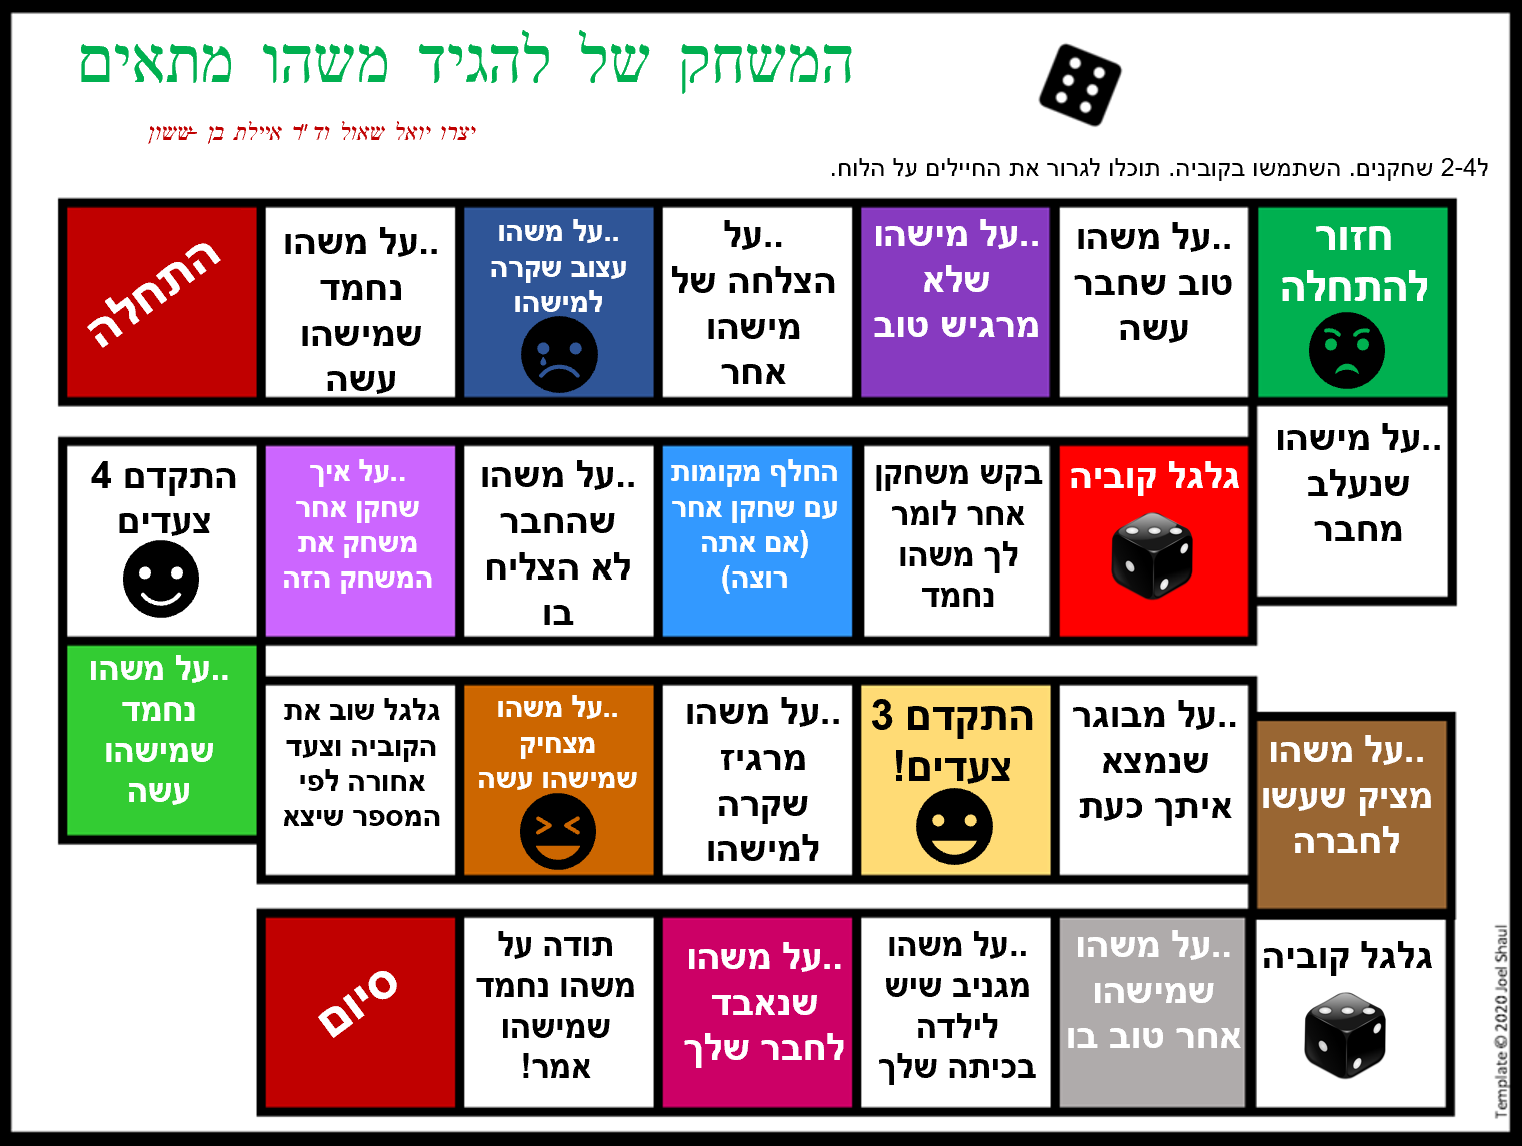 המשחק של להגיד משהו מתאים
יצרו יואל שאול וד"ר איילת בן -ששון
ל2-4 שחקנים. השתמשו בקוביה. תוכלו לגרור את החיילים על הלוח.
התחלה
..על משהו
נחמד
שמישהו
עשה
..על משהו
עצוב שקרה
למישהו
..על
הצלחה של
מישהו
אחר
..על מישהו
שלא
מרגיש טוב
..על משהו
טוב שחבר
עשה
חזור
להתחלה
..על מישהו
שנעלב
מחבר
גלגל קוביה
בקש משחקן
אחר לומר
לך משהו
נחמד
החלף מקומות
עם שחקן אחר
(אם אתה
רוצה)
..על משהו
שהחבר
לא הצליח
בו
..על איך
שחקן אחר
משחק את
המשחק הזה
התקדם 4
צעדים
..על משהו
נחמד
שמישהו
עשה
גלגל שוב את
הקוביה וצעד
אחורה לפי
המספר שיצא
..על משהו
מצחיק
שמישהו עשה
..על משהו
מרגיז
שקרה
למישהו
התקדם 3
צעדים!
..על מבוגר
שנמצא
איתך כעת
..על משהו
מציק שעשו
לחברה
גלגל קוביה
..על משהו
שמישהו
אחר טוב בו
..על משהו
מגניב שיש
לילדה
בכיתה שלך
..על משהו
שנאבד
לחבר שלך
תודה על
משהו נחמד
שמישהו
אמר!
סיום
Template © 2020 Joel Shaul